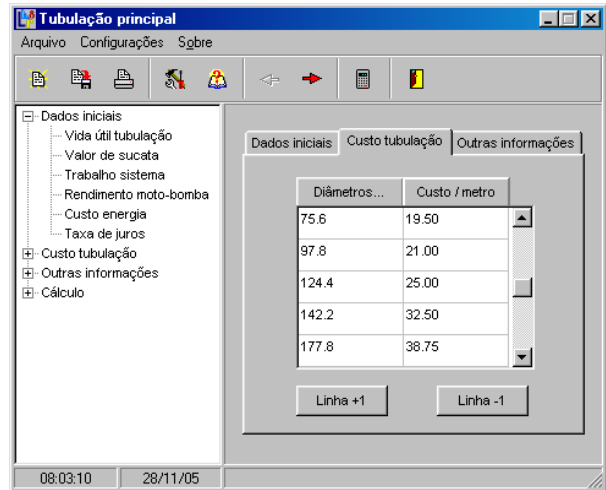 Tubulação principal
Arquivo Configurações Sobre
Dados iniciais
Vida útil tubulação
Valor de sucata
Trabalho sistema
Rendimento moto-bomba
Custo energia
Taxa de juros
Custo tubulação
Outras informações
Cálculo
Dados iniciais Custo tubulação Outras informações
Diâmetros... Custo / metro
75.6 19.50
97.8 21.00
124.4 25.00
142.2 32.50
177.8 38.75
Linha +1 Linha -1
08:03:10 28/11/05